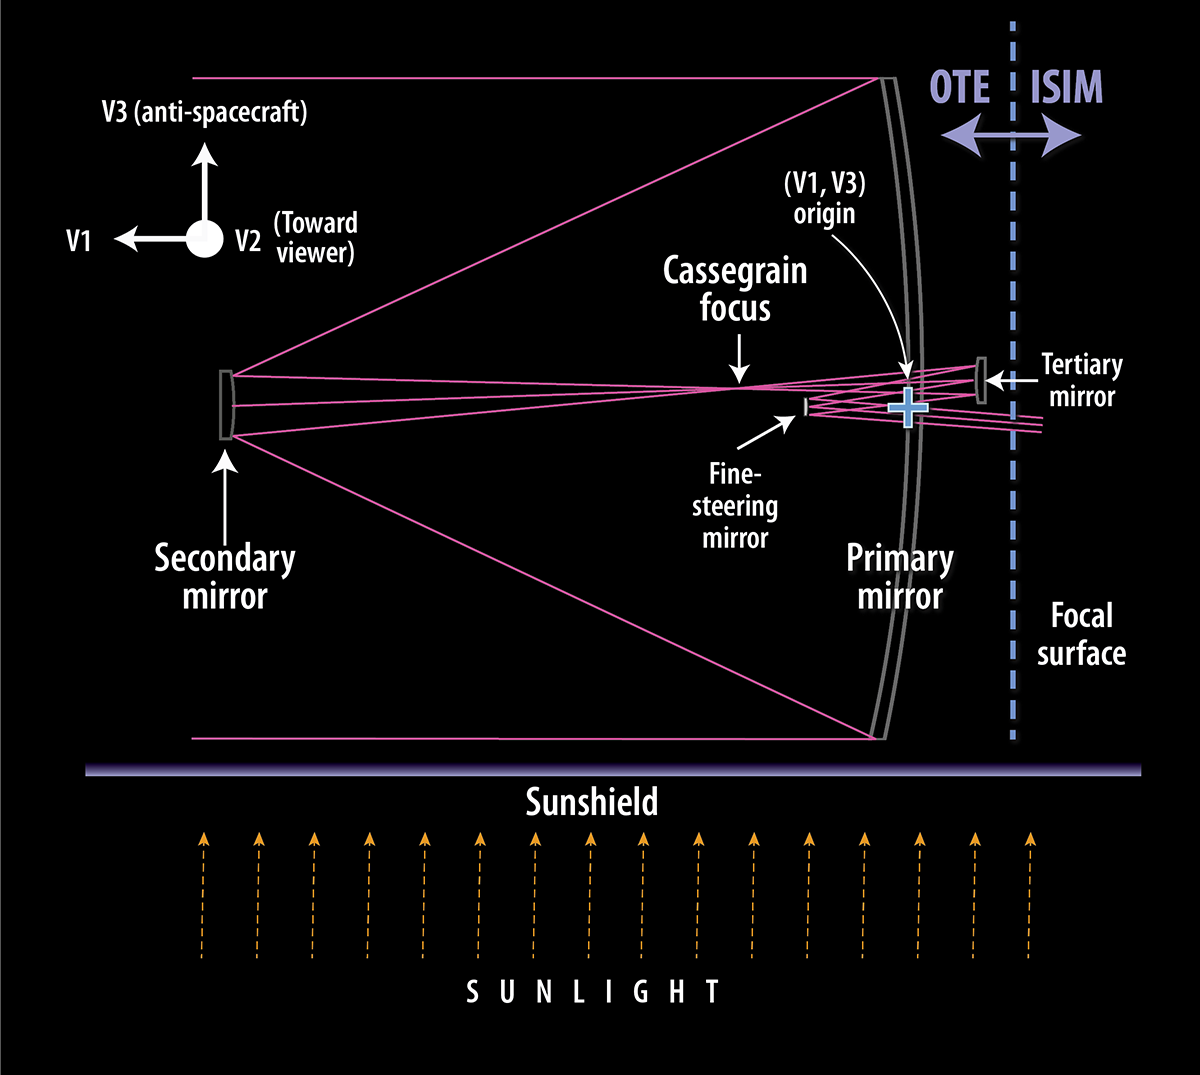 OTE
ISIM
V3 (anti-spacecraft)
(V1, V3)
origin
V1
V2
(Toward
viewer)
Cassegrain
focus
Tertiary
mirror
Fine-
steering
mirror
Secondary
mirror
Primary
mirror
Focal
surface
Sunshield
SUNLIGHT